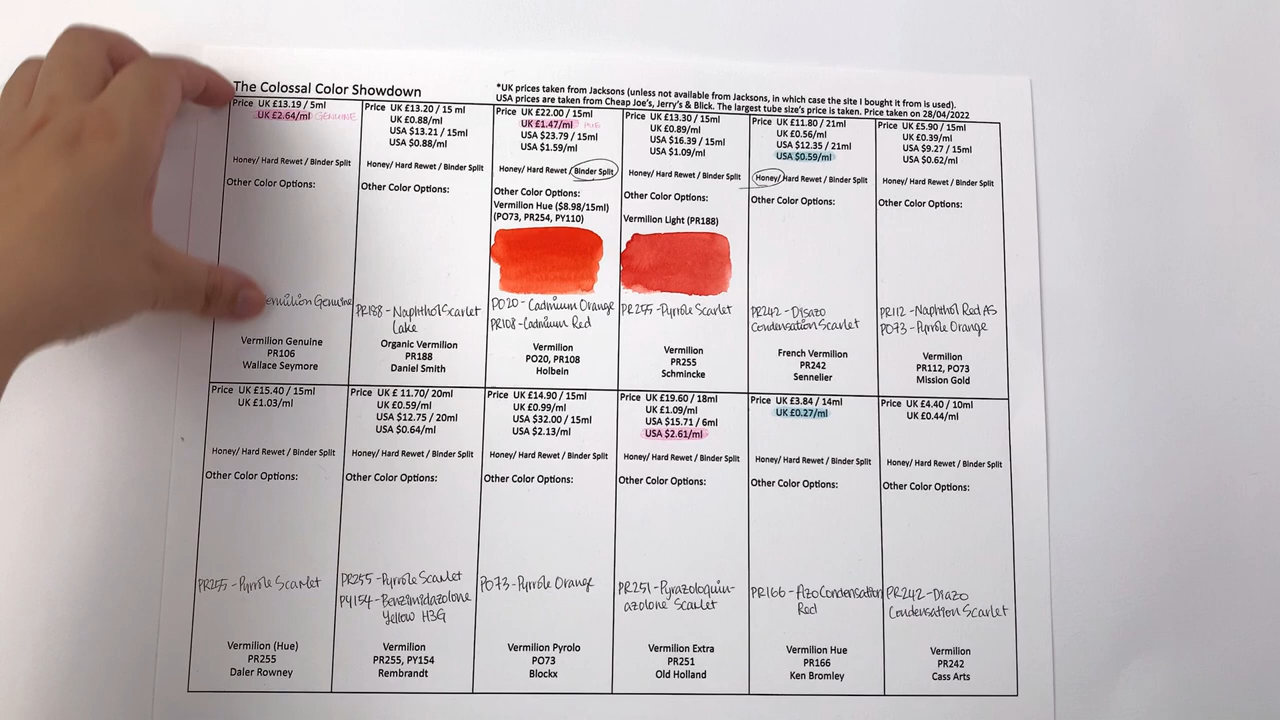 The Colossal Color Showdown
*UK prices taken from Jacksons (unless not available from Jacksons, in which case the site I bought it from is used).
USA prices are taken from Cheap Joe's, Jerry's & Blick. The largest tube size's price is taken. Price taken on 28/04/2022
Price UK £13.19 / 5ml
UK £2.64/ml GENUINE
Honey/ Hard Rewet / Binder Split
Other Color Options:
Genuine
Vermilion Genuine
PR106
Wallace Seymore
Price UK £13.20 / 15 ml
UK £0.88/ml
USA $13.21 / 15ml
USA $0.88/ml
Honey/ Hard Rewet / Binder Split
Other Color Options:
PR188 - Naphthol Scarlet
Lake
Organic Vermilion
PR188
Daniel Smith
Price UK £22.00 / 15ml
UK £1.47/ml HUE
USA $23.79 / 15ml
USA $1.59/ml
Honey/ Hard Rewet / Binder Split
Other Color Options:
Vermilion Hue ($8.98/15ml)
(PO73, PR254, PY110)
PO20 - Cadmium Orange
PR108 - Cadmium Red
Vermilion
PO20, PR108
Holbein
Price UK £13.30 / 15ml
UK £0.89/ml
USA $16.39 / 15ml
USA $1.09/ml
Honey/ Hard Rewet / Binder Split
Other Color Options:
Vermilion Light (PR188)
PR255 - Pyrrole Scarlet
Vermilion
PR255
Schmincke
Price UK £11.80 / 21ml
UK £0.56/ml
USA $12.35 / 21ml
USA $0.59/ml
Honey/ Hard Rewet / Binder Split
Other Color Options:
PR242 - Disazo
Condensation Scarlet
French Vermilion
PR242
Sennelier
Price UK £5.90 / 15ml
UK £0.39/ml
USA $9.27 / 15ml
USA $0.62/ml
Honey/ Hard Rewet / Binder Split
Other Color Options:
PR112 - Naphthol Red AS
PO73 - Pyrrole Orange
Vermilion
PR112, PO73
Mission Gold
Price UK £15.40 / 15ml
UK £1.03/ml
Honey/ Hard Rewet / Binder Split
Other Color Options:
PR255 - Pyrrole Scarlet
Vermilion (Hue)
PR255
Daler Rowney
Price UK £ 11.70/ 20ml
UK £0.59/ml
USA $12.75 / 20ml
USA $0.64/ml
Honey/ Hard Rewet / Binder Split
Other Color Options:
PR255 - Pyrrole Scarlet
PY154 - Benzimidazolone
Yellow H3G
Vermilion
PR255, PY154
Rembrandt
Price UK £14.90 / 15ml
UK £0.99/ml
USA $32.00 / 15ml
USA $2.13/ml
Honey/ Hard Rewet / Binder Split
Other Color Options:
PO73 - Pyrrole Orange
Vermilion Pyrolo
PO73
Blockx
Price UK £19.60 / 18ml
UK £1.09/ml
USA $15.71 / 6ml
USA $2.61/ml
Honey/ Hard Rewet / Binder Split
Other Color Options:
PR251 - Pyrazoloquin-
azolone Scarlet
Vermilion Extra
PR251
Old Holland
Price UK £3.84 / 14ml
UK £0.27/ml
Honey/ Hard Rewet / Binder Split
Other Color Options:
PR166 - Azo Condensation
Red
Vermilion Hue
PR166
Ken Bromley
Price UK £4.40 / 10ml
UK £0.44/ml
Honey/ Hard Rewet / Binder Split
Other Color Options:
PR242 - Diazo
Condensation Scarlet
Vermilion
PR242
Cass Arts